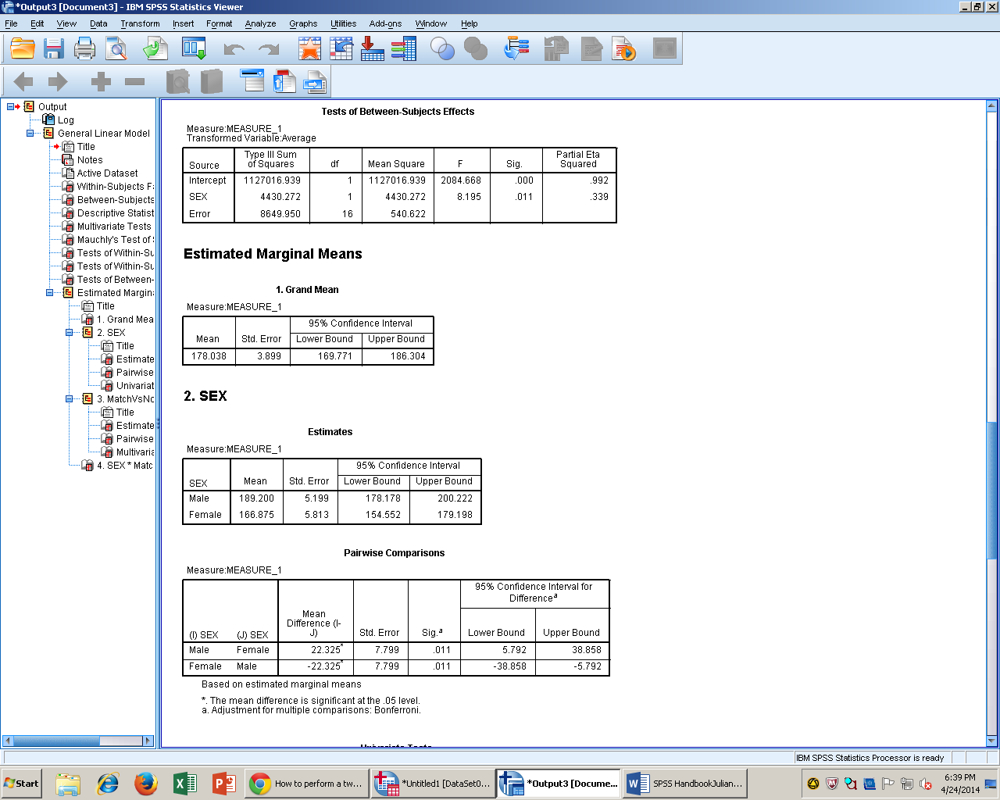 *Output3 [Document3] - IBM SPSS Statistics Viewer
File Edit View Data Transform Insert Format Analyze Graphs Utilities Add-ons Window Help
Output
Log
General Linear Model
Title
Notes
Active Dataset
Within-Subjects F
Between-Subjects
Descriptive Statist
Multivariate Tests
Mauchly's Test of
Tests of Within-Su
Tests of Within-Su
Tests of Between-
Estimated Margin
Title
1. Grand Mea
2. SEX
Title
Estimate
Pairwise
Univariat
3. MatchVsNo
Title
Estimate
Pairwise
Multivaria
4. SEX * Matc
Tests of Between-Subjects Effects
Measure:MEASURE_1
Transformed Variable:Average
Source Type III Sum of Squares df Mean Square F Sig. Partial Eta Squared
Intercept 1127016.939 1 1127016.939 2084.668 .000 .992
SEX 4430.272 1 4430.272 8.195 .011 .339
Error 8649.950 16 540.622
Estimated Marginal Means
1. Grand Mean
Measure:MEASURE_1
95% Confidence Interval
Mean Std. Error Lower Bound Upper Bound
178.038 3.899 169.771 186.304
2. SEX
Estimates
Measure:MEASURE_1
95% Confidence Interval
SEX Mean Std. Error Lower Bound Upper Bound
Male 189.200 5.199 178.178 200.222
Female 166.875 5.813 154.552 179.198
Pairwise Comparisons
Measure:MEASURE_1
95% Confidence Interval for Difference a
(I) SEX (J) SEX Mean Difference (I-J) Std. Error Sig.a Lower Bound Upper Bound
Male Female 22.325* 7.799 .011 5.792 38.858
Female Male -22.325* 7.799 .011 -38.858 -5.792
Based on estimated marginal means
*. The mean difference is significant at the .05 level.
a. Adjustment for multiple comparisons: Bonferroni.
IBM SPSS Statistics Processor is ready
Start
How to perform a tw...
*Untitled1 [DataSet0...
*Output3 [Docume...
SPSS HandbookJulian...
6:39 PM
4/24/2014